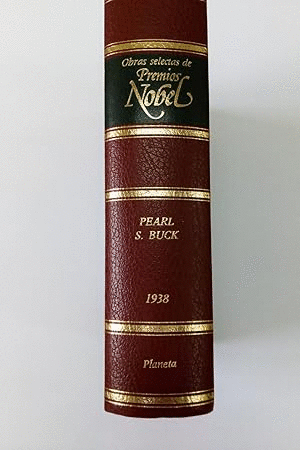 Obras selectas de
Premios
Nobel
PEARL
S. BUCK
1938
Planeta